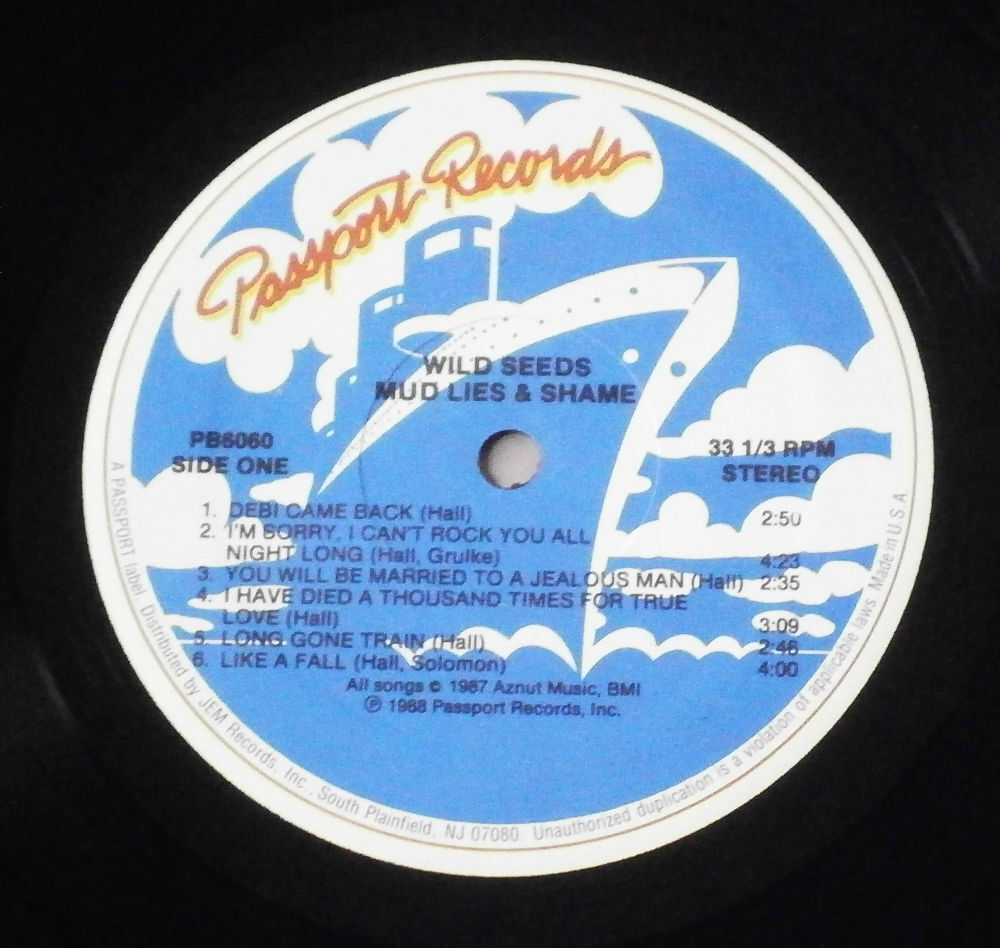 Passport Records
WILD SEEDS
MUD LIES & SHAME
PB6060
SIDE ONE
33 1/3 RPM
STEREO
1. DEBI CAME BACK (Hall) 2:50
2. I'M SORRY, I CAN'T ROCK YOU ALL
NIGHT LONG (Hall, Grulke) 4:23
3. YOU WILL BE MARRIED TO A JEALOUS MAN (Hall) 2:35
4. I HAVE DIED A THOUSAND TIMES FOR TRUE
LOVE (Hall) 3:09
5. LONG GONE TRAIN (Hall) 2:46
6. LIKE A FALL (Hall, Solomon) 4:00
All songs © 1987 Aznut Music, BMI
℗ 1988 Passport Records, Inc.
A PASSPORT label. Distributed by JEM Records, Inc., South Plainfield, NJ 07080. Unauthorized duplication is a violation of applicable laws. Made in U.S.A.